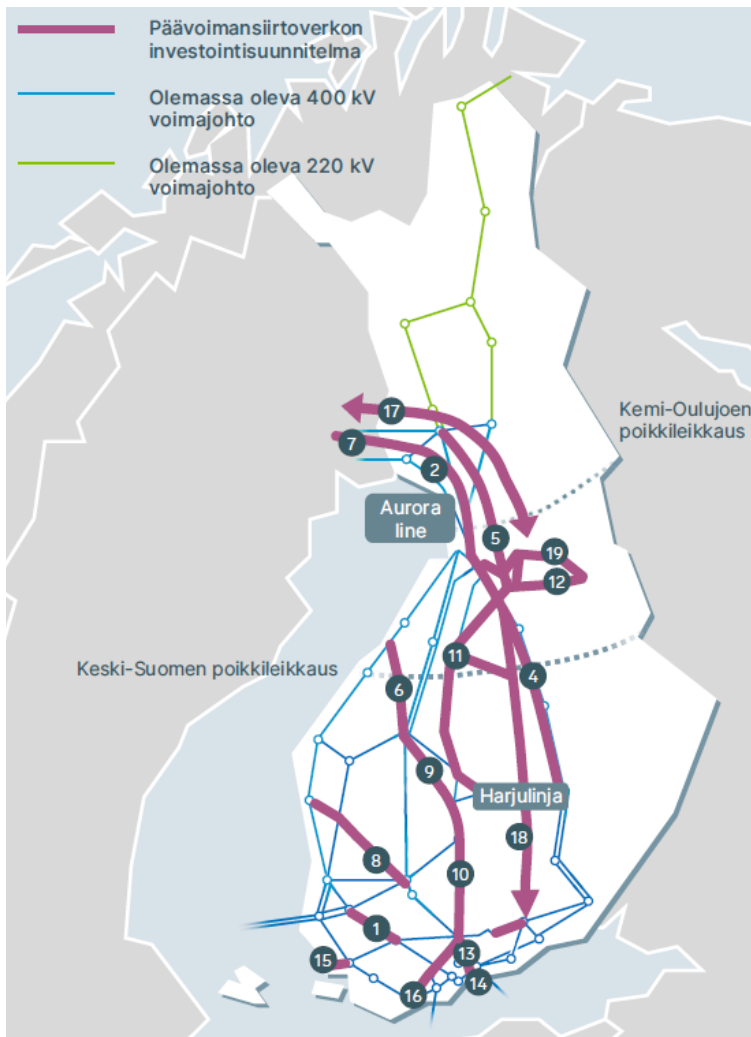 Päävoimansiirtoverkon
investointisuunnitelma
Olemassa oleva 400 kV
voimajohto
Olemassa oleva 220 kV
voimajohto
17
Kemi-Oulujoen
poikkileikkaus
7
2
Aurora
line
5
19
12
11
Keski-Suomen poikkileikkaus
4
6
9
Harjulinja
18
8
10
1
13
15
14
16